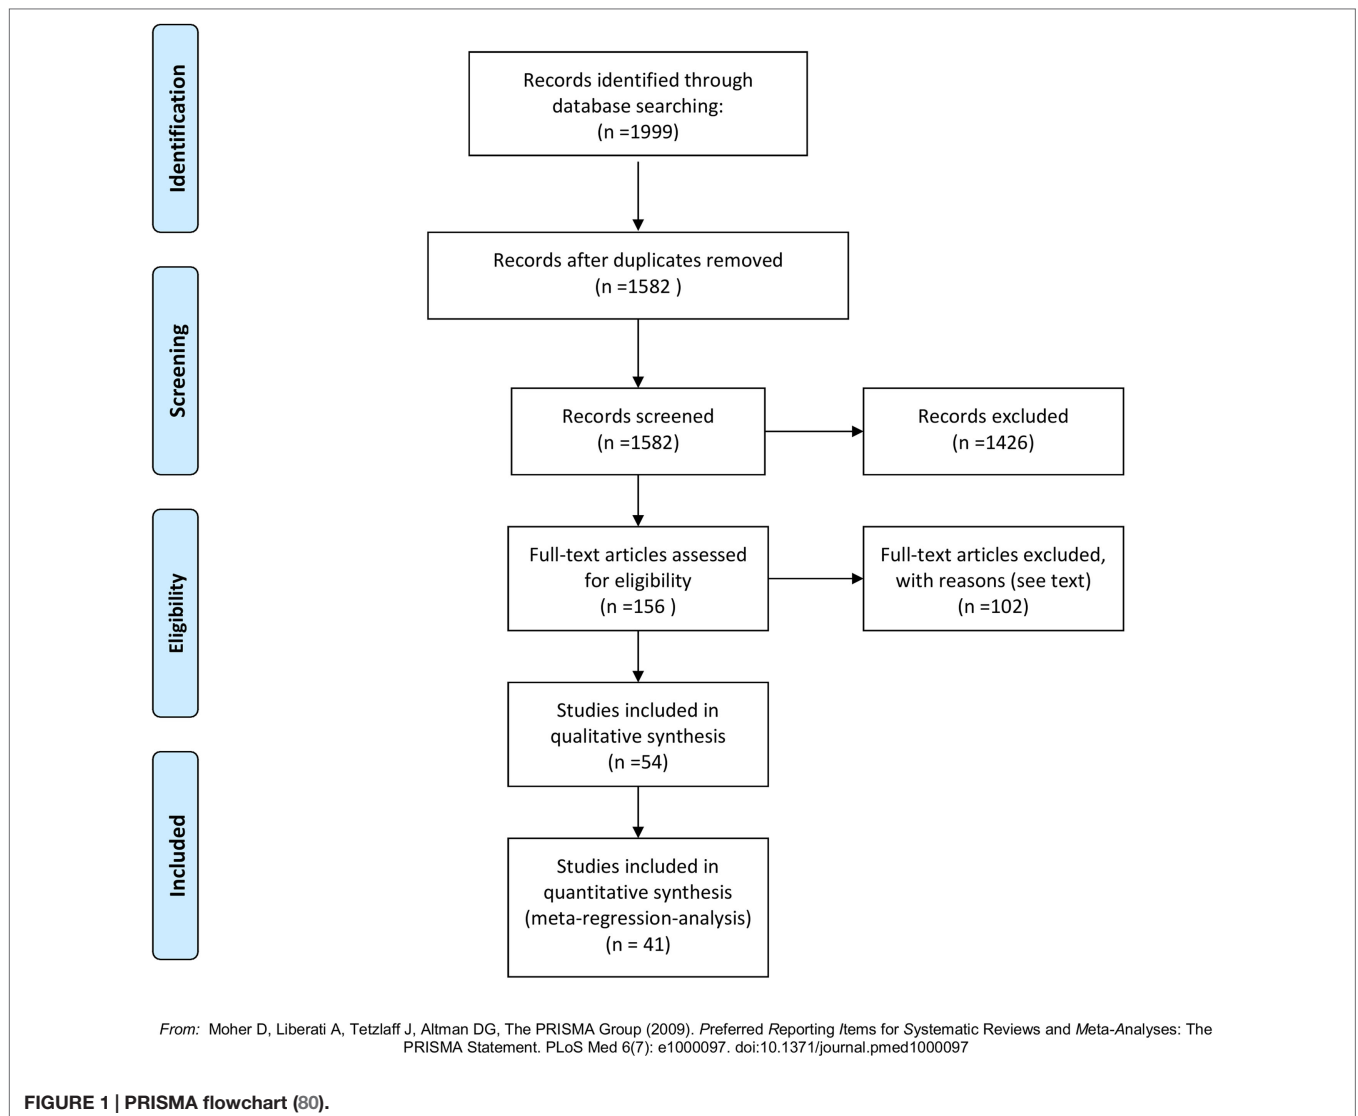 Identification
Records identified through
database searching:
(n =1999)
Records after duplicates removed
(n =1582 )
Screening
Records screened
(n =1582)
Records excluded
(n =1426)
Eligibility
Full-text articles assessed
for eligibility
(n =156 )
Full-text articles excluded,
with reasons (see text)
(n =102)
Studies included in
qualitative synthesis
(n =54)
Included
Studies included in
quantitative synthesis
(meta-regression-analysis)
(n = 41)
From: Moher D, Liberati A, Tetzlaff J, Altman DG, The PRISMA Group (2009). Preferred Reporting Items for Systematic Reviews and Meta-Analyses: The
PRISMA Statement. PLoS Med 6(7): e1000097. doi:10.1371/journal.pmed1000097
FIGURE 1 | PRISMA flowchart (80).